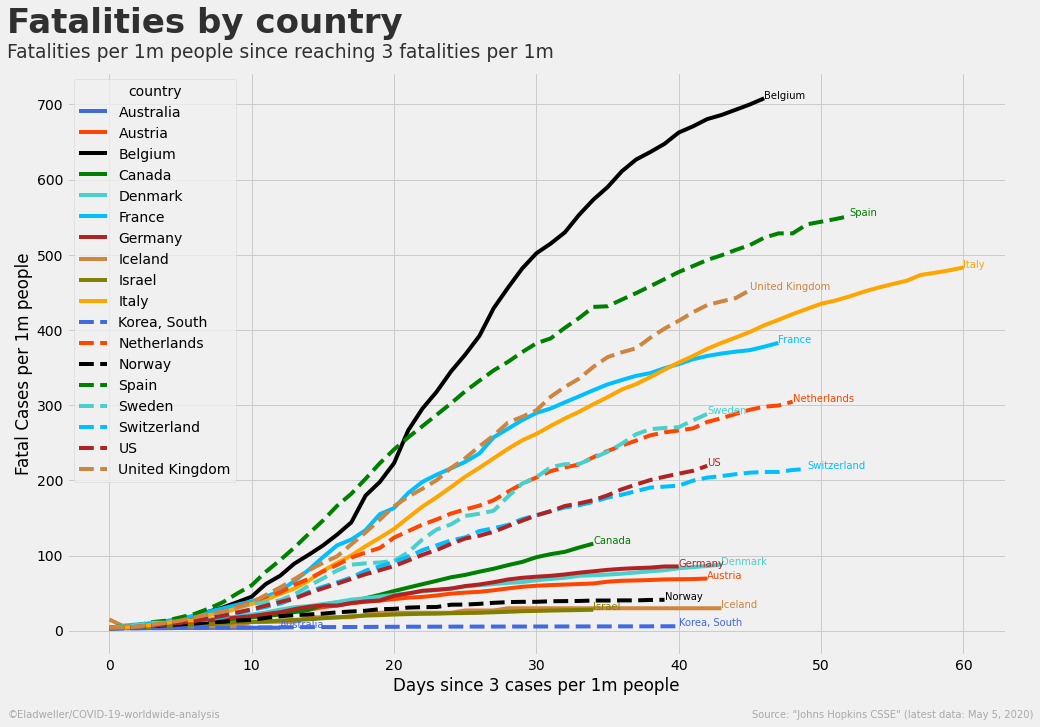 Fatalities by country
Fatalities per 1m people since reaching 3 fatalities per 1m
country
Australia
Austria
Belgium
Canada
Denmark
France
Germany
Iceland
Israel
Italy
Korea, South
Netherlands
Norway
Spain
Sweden
Switzerland
US
United Kingdom
Fatal Cases per 1m people
700
600
500
400
300
200
100
0
Belgium
Spain
Italy
United Kingdom
France
Netherlands
Sweden
US
Switzerland
Canada
Germany
Denmark
Austria
Norway
Iceland
Israel
Australia
Korea, South
0 10 20 30 40 50 60
Days since 3 cases per 1m people
©Eladweller/COVID-19-worldwide-analysis
Source: "Johns Hopkins CSSE" (latest data: May 5, 2020)